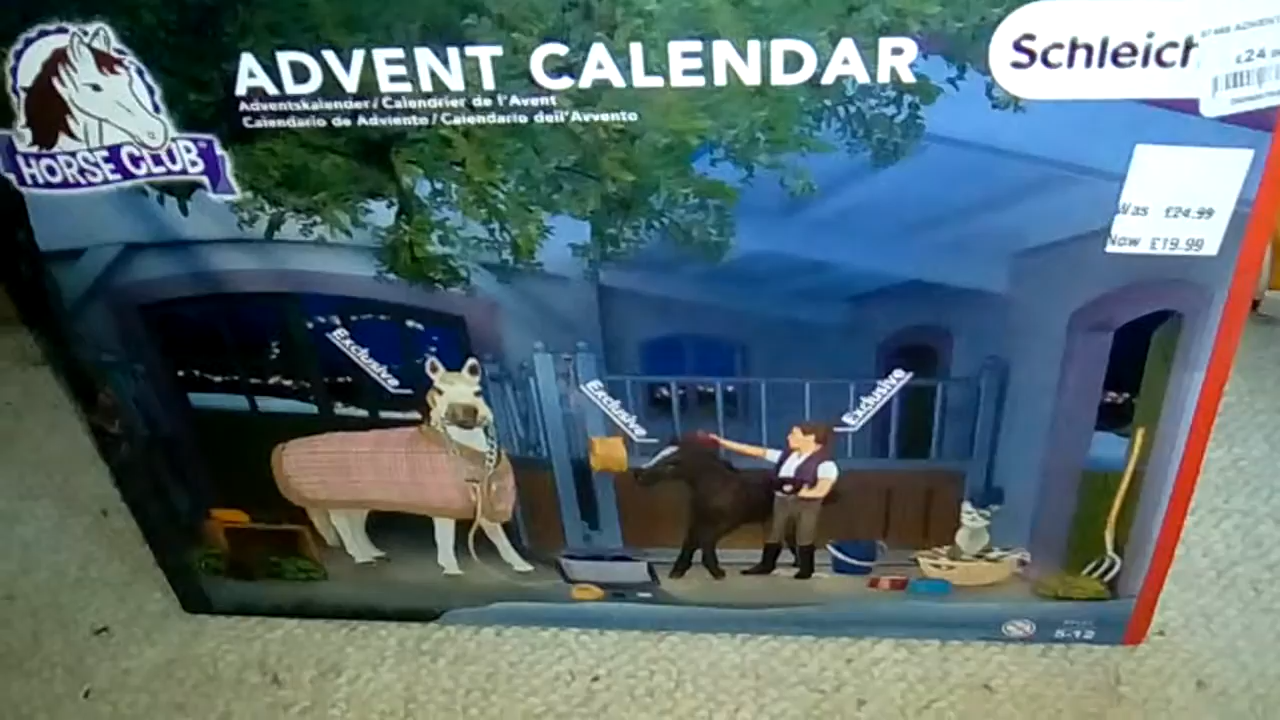 ADVENT CALENDAR
Adventskalender / Calendrier de l'Avent
Calendario de Adviento / Calendario dell'Avvento
HORSE CLUB
Schleich
£24
Was £24.99
Now £19.99
Exclusive
Exclusive
Exclusive
5-12